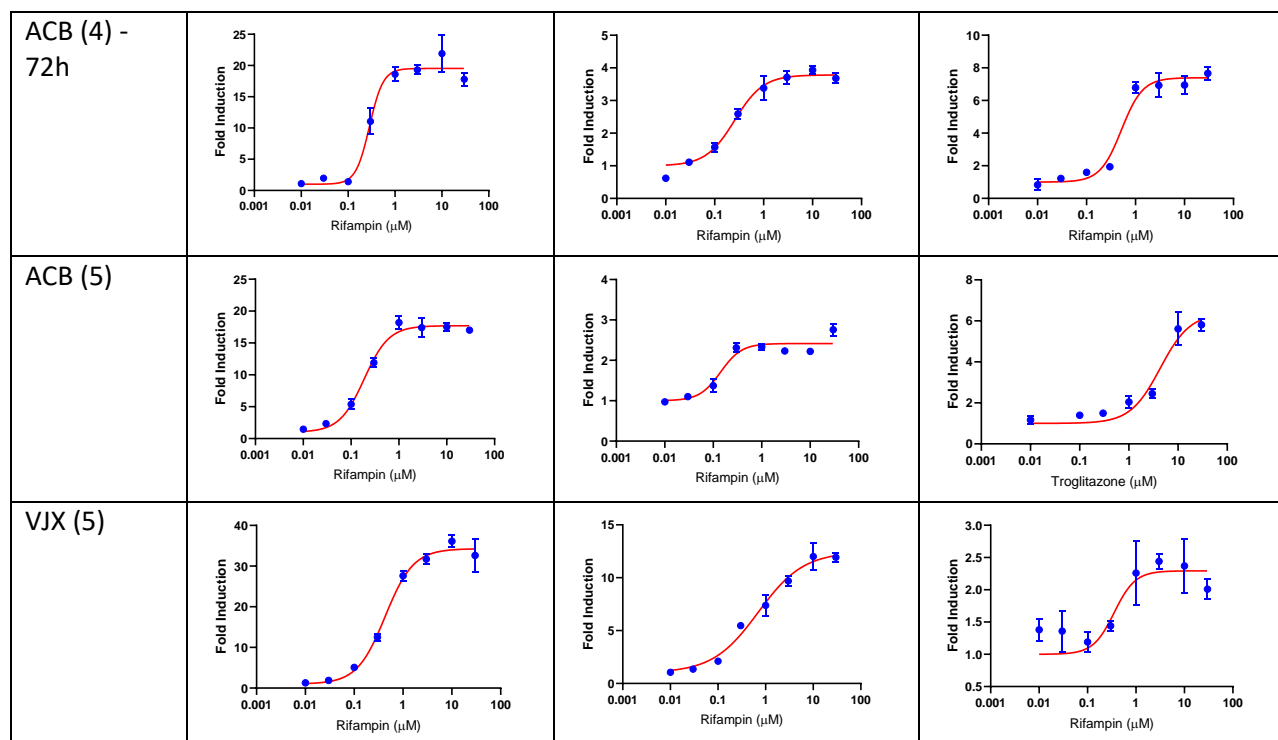 ACB (4) -
72h
Fold Induction
25
20
15
10
5
0
0.001 0.01 0.1 1 10 100
Rifampin (μM)
Fold Induction
5
4
3
2
1
0
0.001 0.01 0.1 1 10 100
Rifampin (μM)
Fold Induction
10
8
6
4
2
0
0.001 0.01 0.1 1 10 100
Rifampin (μM)
ACB (5)
Fold Induction
25
20
15
10
5
0
0.001 0.01 0.1 1 10 100
Rifampin (μM)
Fold Induction
4
3
2
1
0
0.001 0.01 0.1 1 10 100
Rifampin (μM)
Fold Induction
8
6
4
2
0
0.001 0.01 0.1 1 10 100
Troglitazone (μM)
VJX (5)
Fold Induction
40
30
20
10
0
0.001 0.01 0.1 1 10 100
Rifampin (μM)
Fold Induction
15
10
5
0
0.001 0.01 0.1 1 10 100
Rifampin (μM)
Fold Induction
3.0
2.5
2.0
1.5
1.0
0.5
0.001 0.01 0.1 1 10 100
Rifampin (μM)